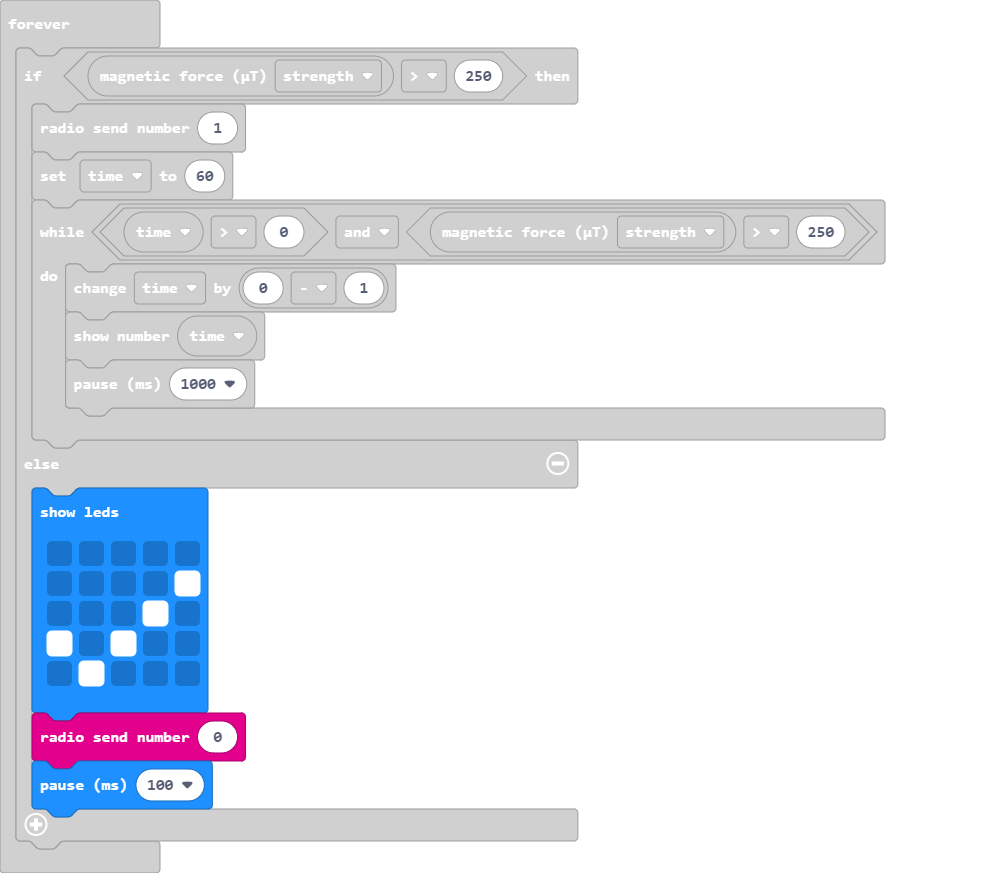 forever
if magnetic force (µT) strength > 250 then
radio send number 1
set time to 60
while time > 0 and magnetic force (µT) strength > 250
do
change time by 0 - 1
show number time
pause (ms) 1000
else
show leds
radio send number 0
pause (ms) 100